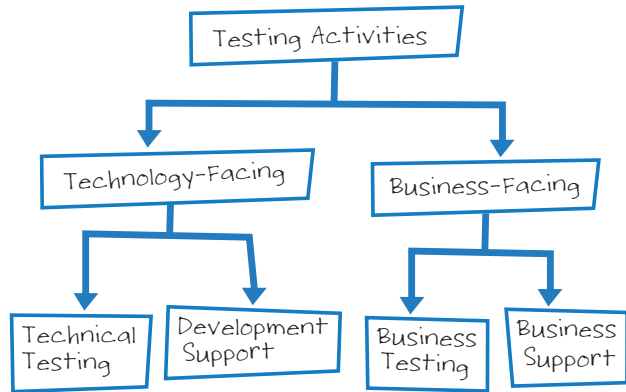 Testing Activities
Technology-Facing
Business-Facing
Technical
Testing
Development
Support
Business
Testing
Business
Support